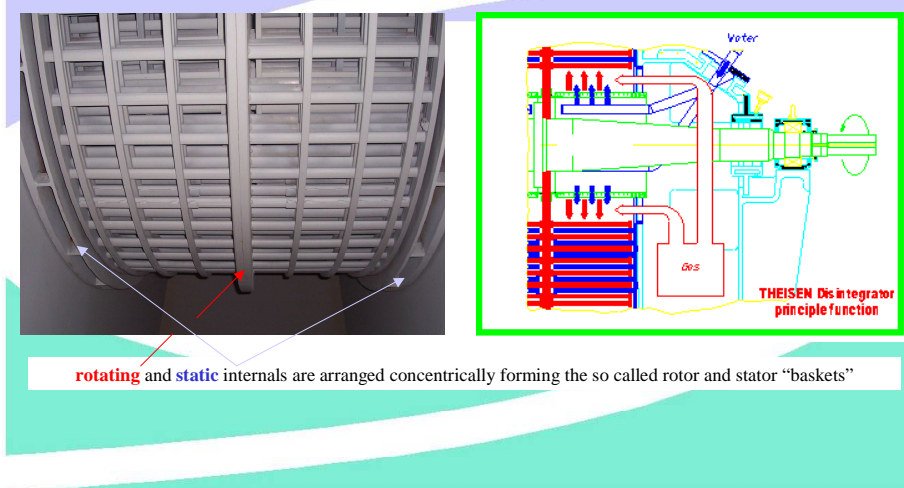 Water
Gas
THEISEN Disintegrator
principle function
rotating and static internals are arranged concentrically forming the so called rotor and stator “baskets”